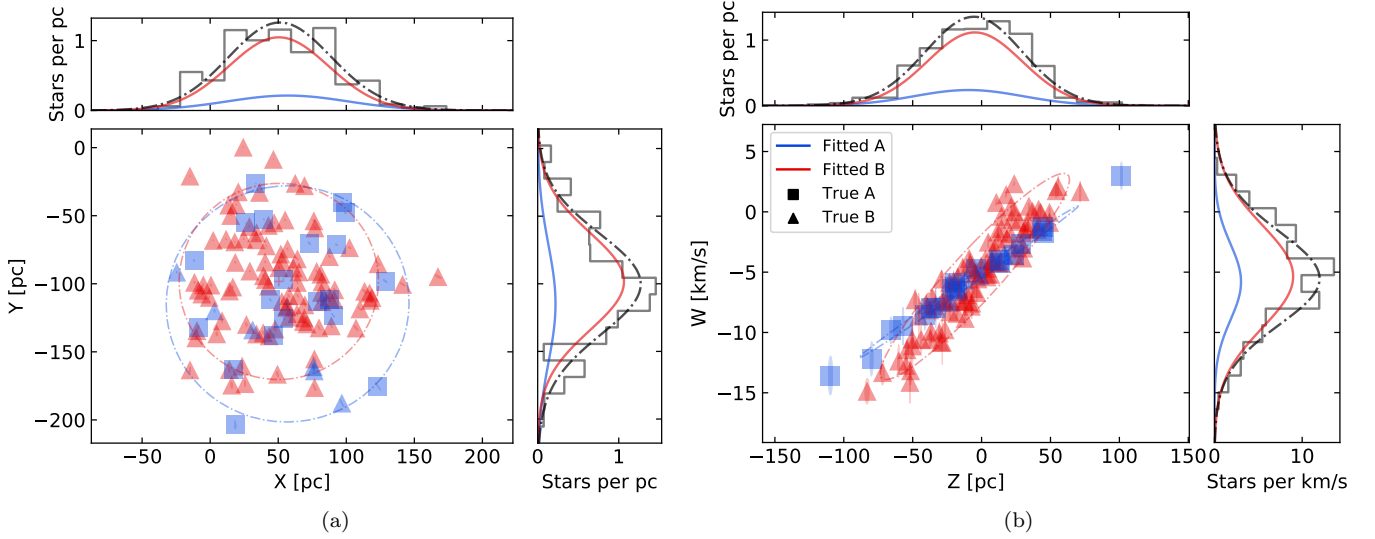 Stars per pc
1
0
0
−50
−100
−150
−200
Y [pc]
−50 0 50 100 150 200
X [pc]
0 1
Stars per pc
(a)
Stars per pc
1
0
5
0
−5
−10
−15
W [km/s]
Fitted A
Fitted B
True A
True B
−150 −100 −50 0 50 100 150
Z [pc]
0 10
Stars per km/s
(b)